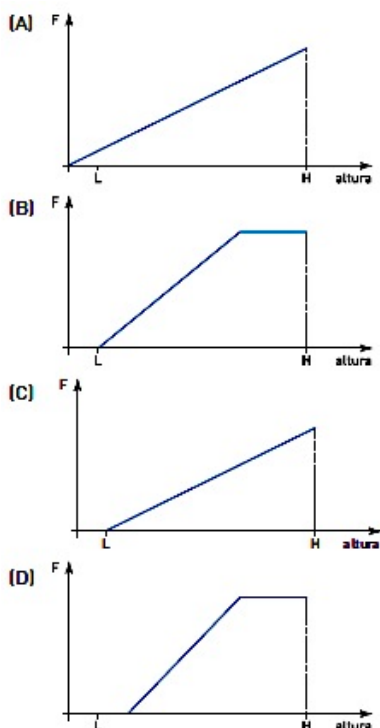 (A) F
L H altura
(B) F
L H altura
(C) F
L H altura
(D) F
L H altura